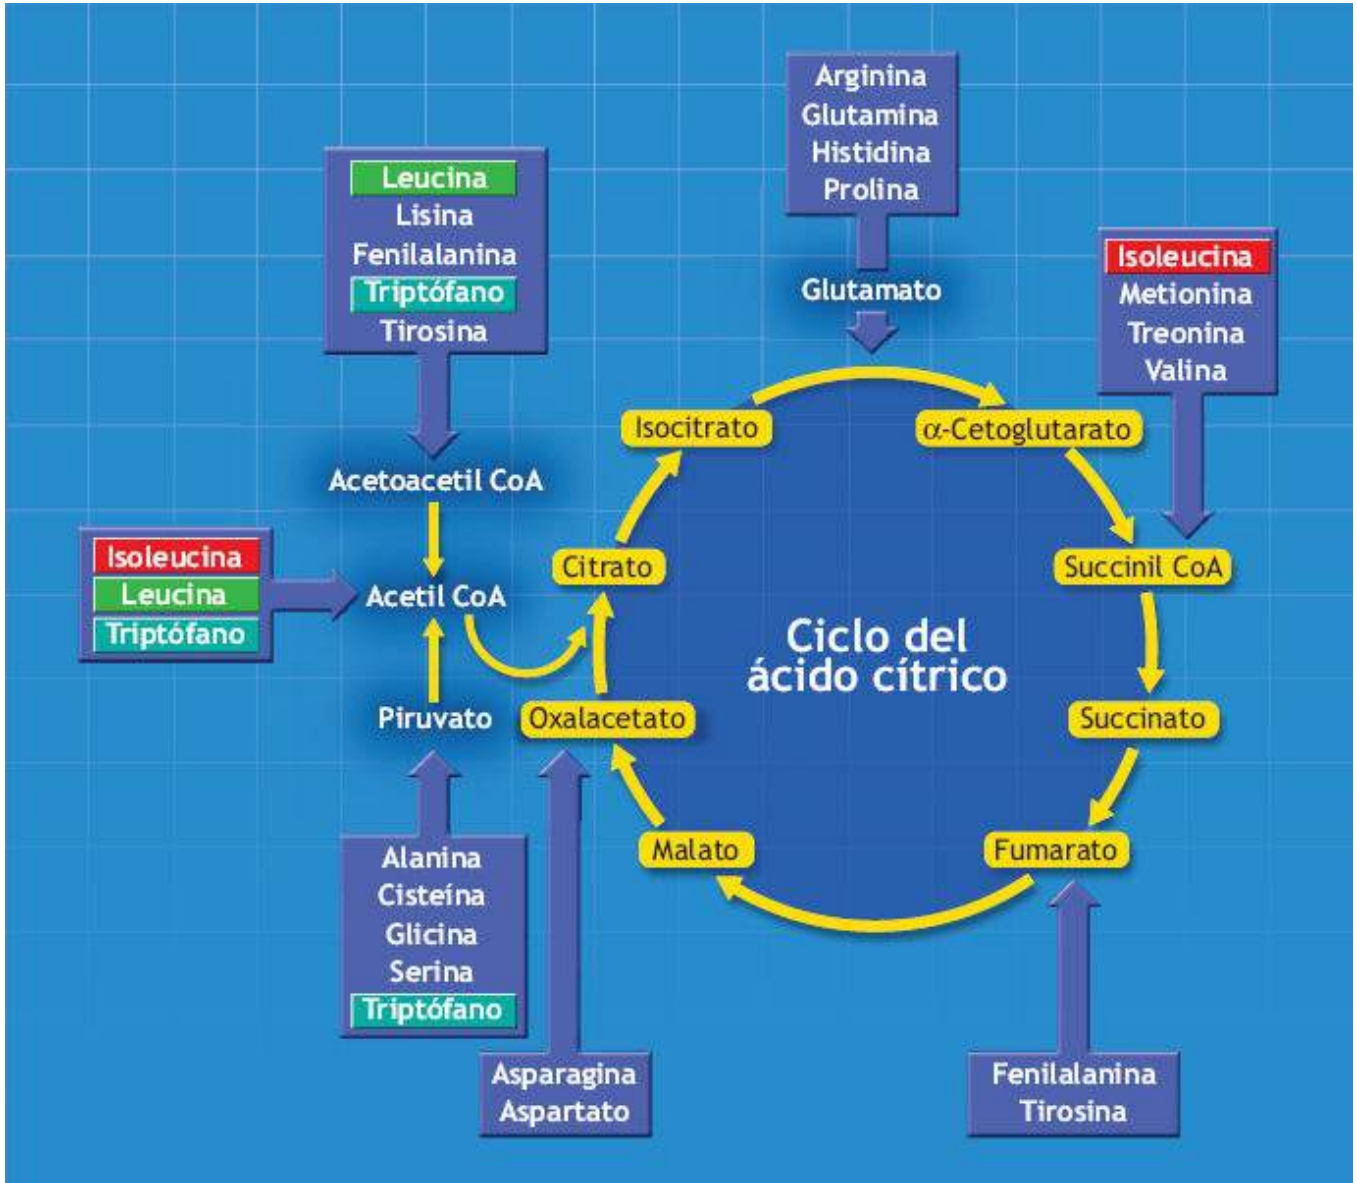 Arginina
Glutamina
Histidina
Prolina
Glutamato
Leucina
Lisina
Fenilalanina
Triptófano
Tirosina
Isoleucina
Metionina
Treonina
Valina
Acetoacetil CoA
Isocitrato
α-Cetoglutarato
Isoleucina
Leucina
Triptófano
Acetil CoA
Citrato
Succinil CoA
Ciclo del
ácido cítrico
Piruvato
Oxalacetato
Succinato
Malato
Fumarato
Alanina
Cisteína
Glicina
Serina
Triptófano
Asparagina
Aspartato
Fenilalanina
Tirosina